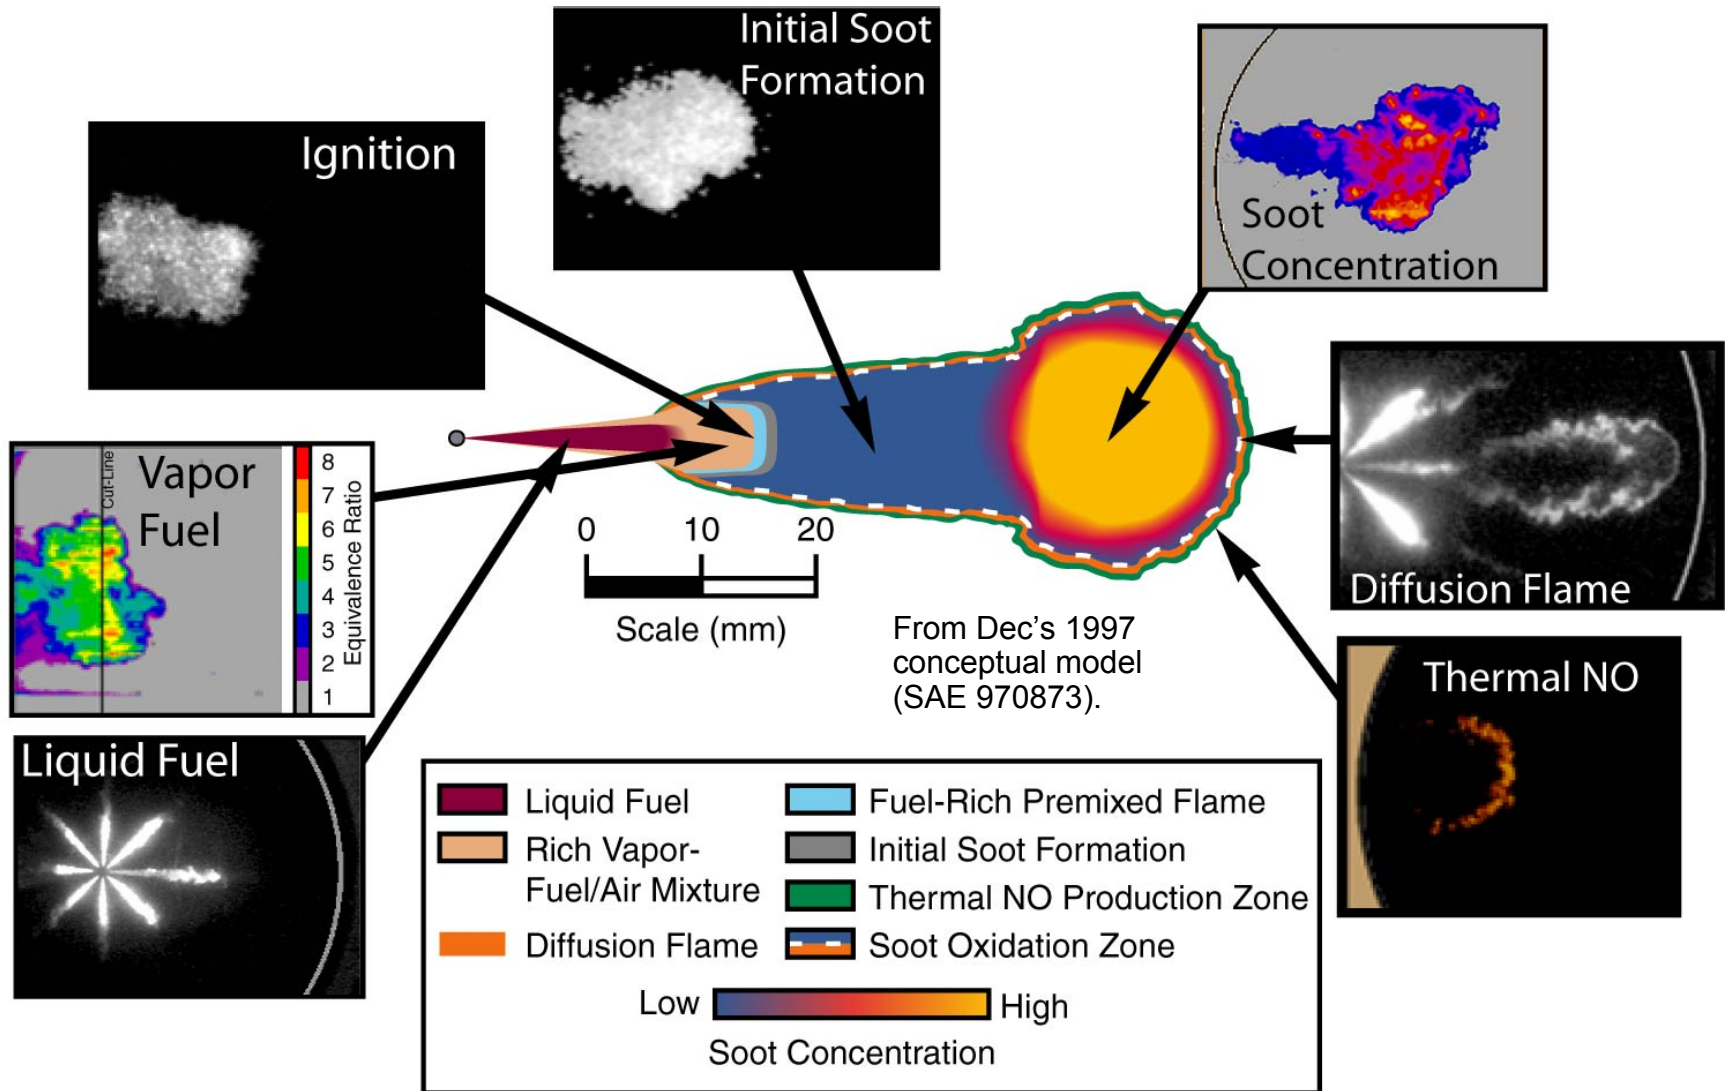 Initial Soot
Formation
Ignition
Soot
Concentration
Vapor
Fuel
Cut-Line
8
7
6
5
4
3
2
1
Equivalence Ratio
0 10 20
Scale (mm)
From Dec’s 1997
conceptual model
(SAE 970873).
Diffusion Flame
Thermal NO
Liquid Fuel
Liquid Fuel
Rich Vapor-
Fuel/Air Mixture
Diffusion Flame
Fuel-Rich Premixed Flame
Initial Soot Formation
Thermal NO Production Zone
Soot Oxidation Zone
Low High
Soot Concentration